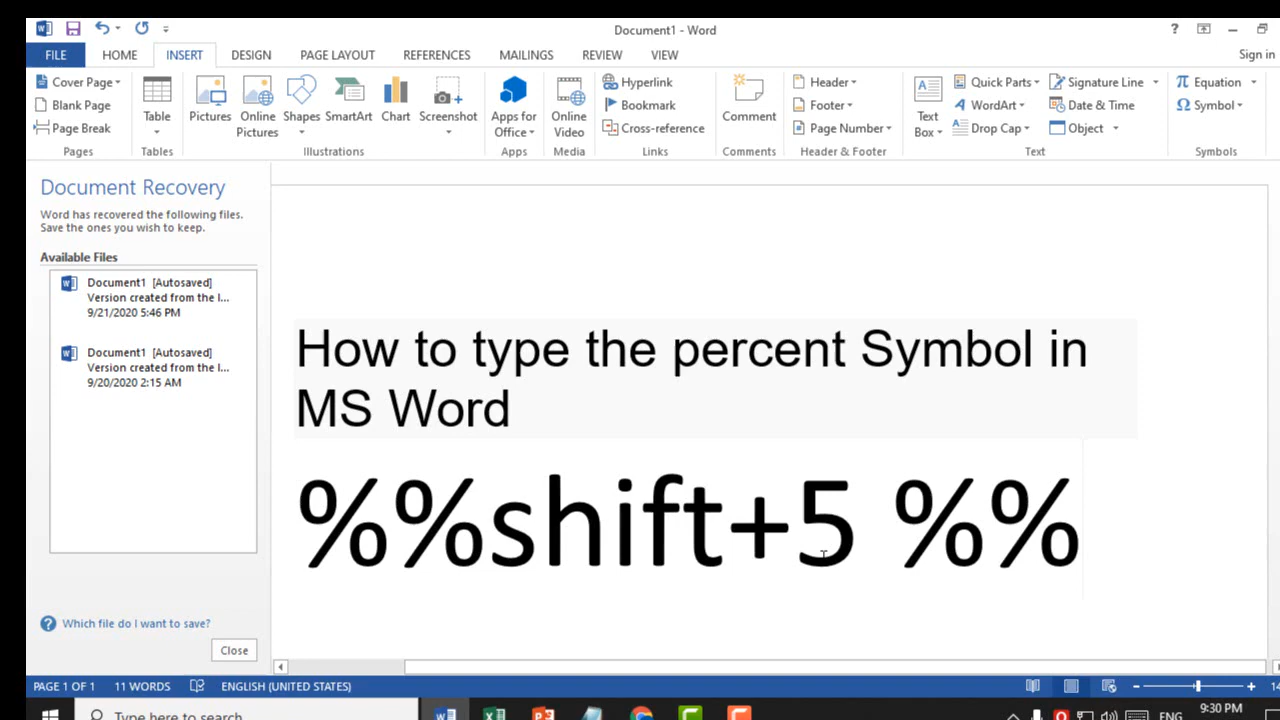 Document1 - Word
?
FILE HOME INSERT DESIGN PAGE LAYOUT REFERENCES MAILINGS REVIEW VIEW Sign in
Cover Page
Blank Page
Page Break
Pages
Table
Tables
Pictures
Online
Pictures
Shapes
SmartArt
Chart
Screenshot
Illustrations
Apps for
Office
Apps
Online
Video
Media
Hyperlink
Bookmark
Cross-reference
Links
Comment
Comments
Header
Footer
Page Number
Header & Footer
Text
Box
Quick Parts
WordArt
Drop Cap
Signature Line
Date & Time
Object
Text
Equation
Symbol
Symbols
Document Recovery
Word has recovered the following files.
Save the ones you wish to keep.
Available Files
Document1 [Autosaved]
Version created from the l...
9/21/2020 5:46 PM
Document1 [Autosaved]
Version created from the l...
9/20/2020 2:15 AM
Which file do I want to save?
Close
How to type the percent Symbol in
MS Word
%%shift+5 %%
PAGE 1 OF 1 11 WORDS ENGLISH (UNITED STATES)
Type here to search
ENG
9:30 PM